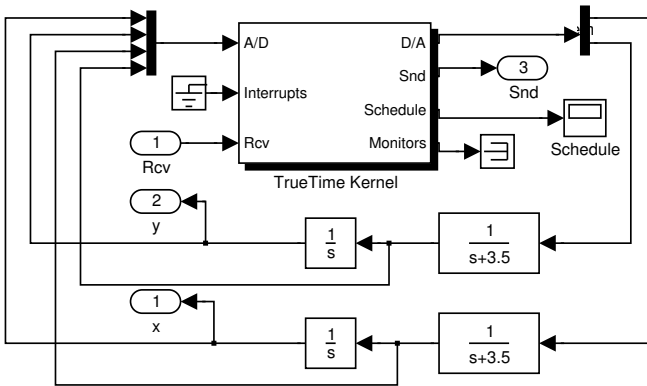 A/D
D/A
Snd
Interrupts
Schedule
Rcv
Monitors
TrueTime Kernel
3
Snd
Schedule
1
Rcv
2
y
1
s
1
s+3.5
1
x
1
s
1
s+3.5